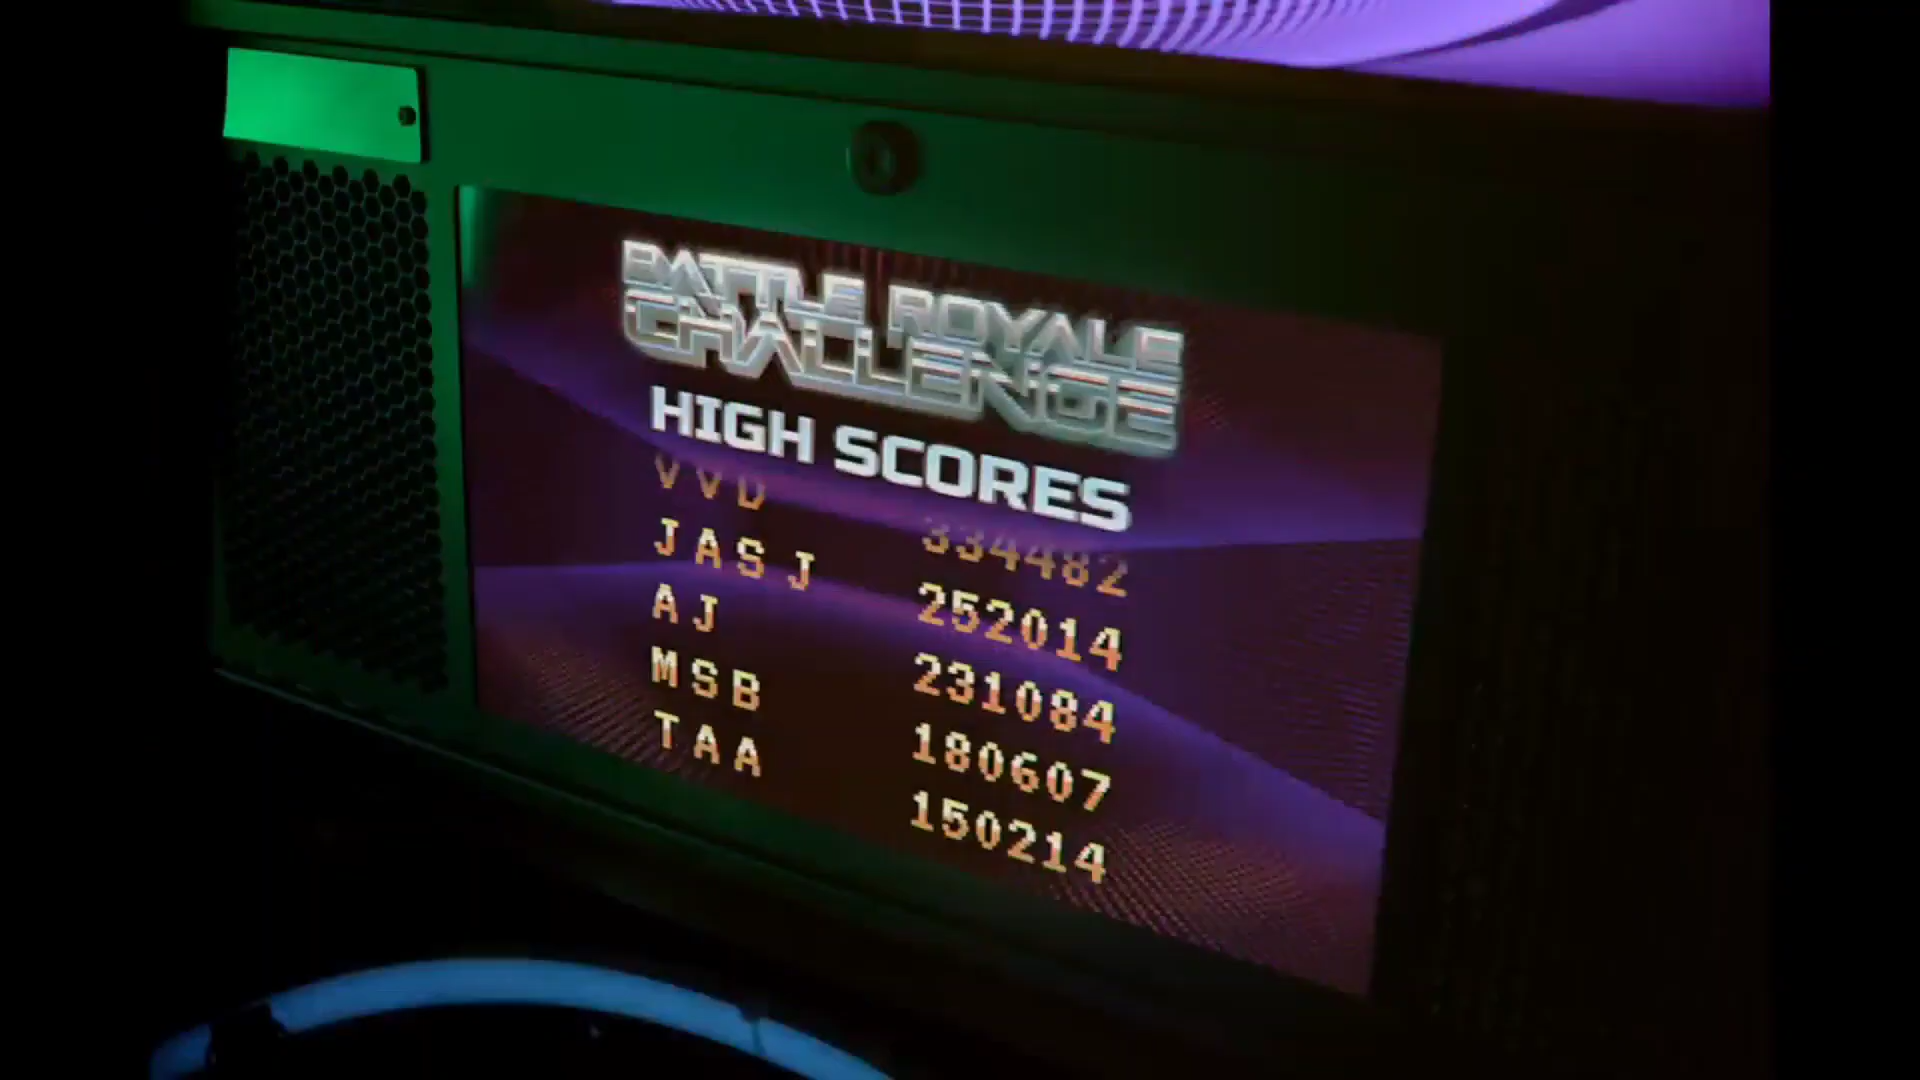 BATTLE ROYALE
CHALLENGE
HIGH SCORES
VVD 334482
JASJ 252014
AJ 231084
MSB 180607
TAA 150214